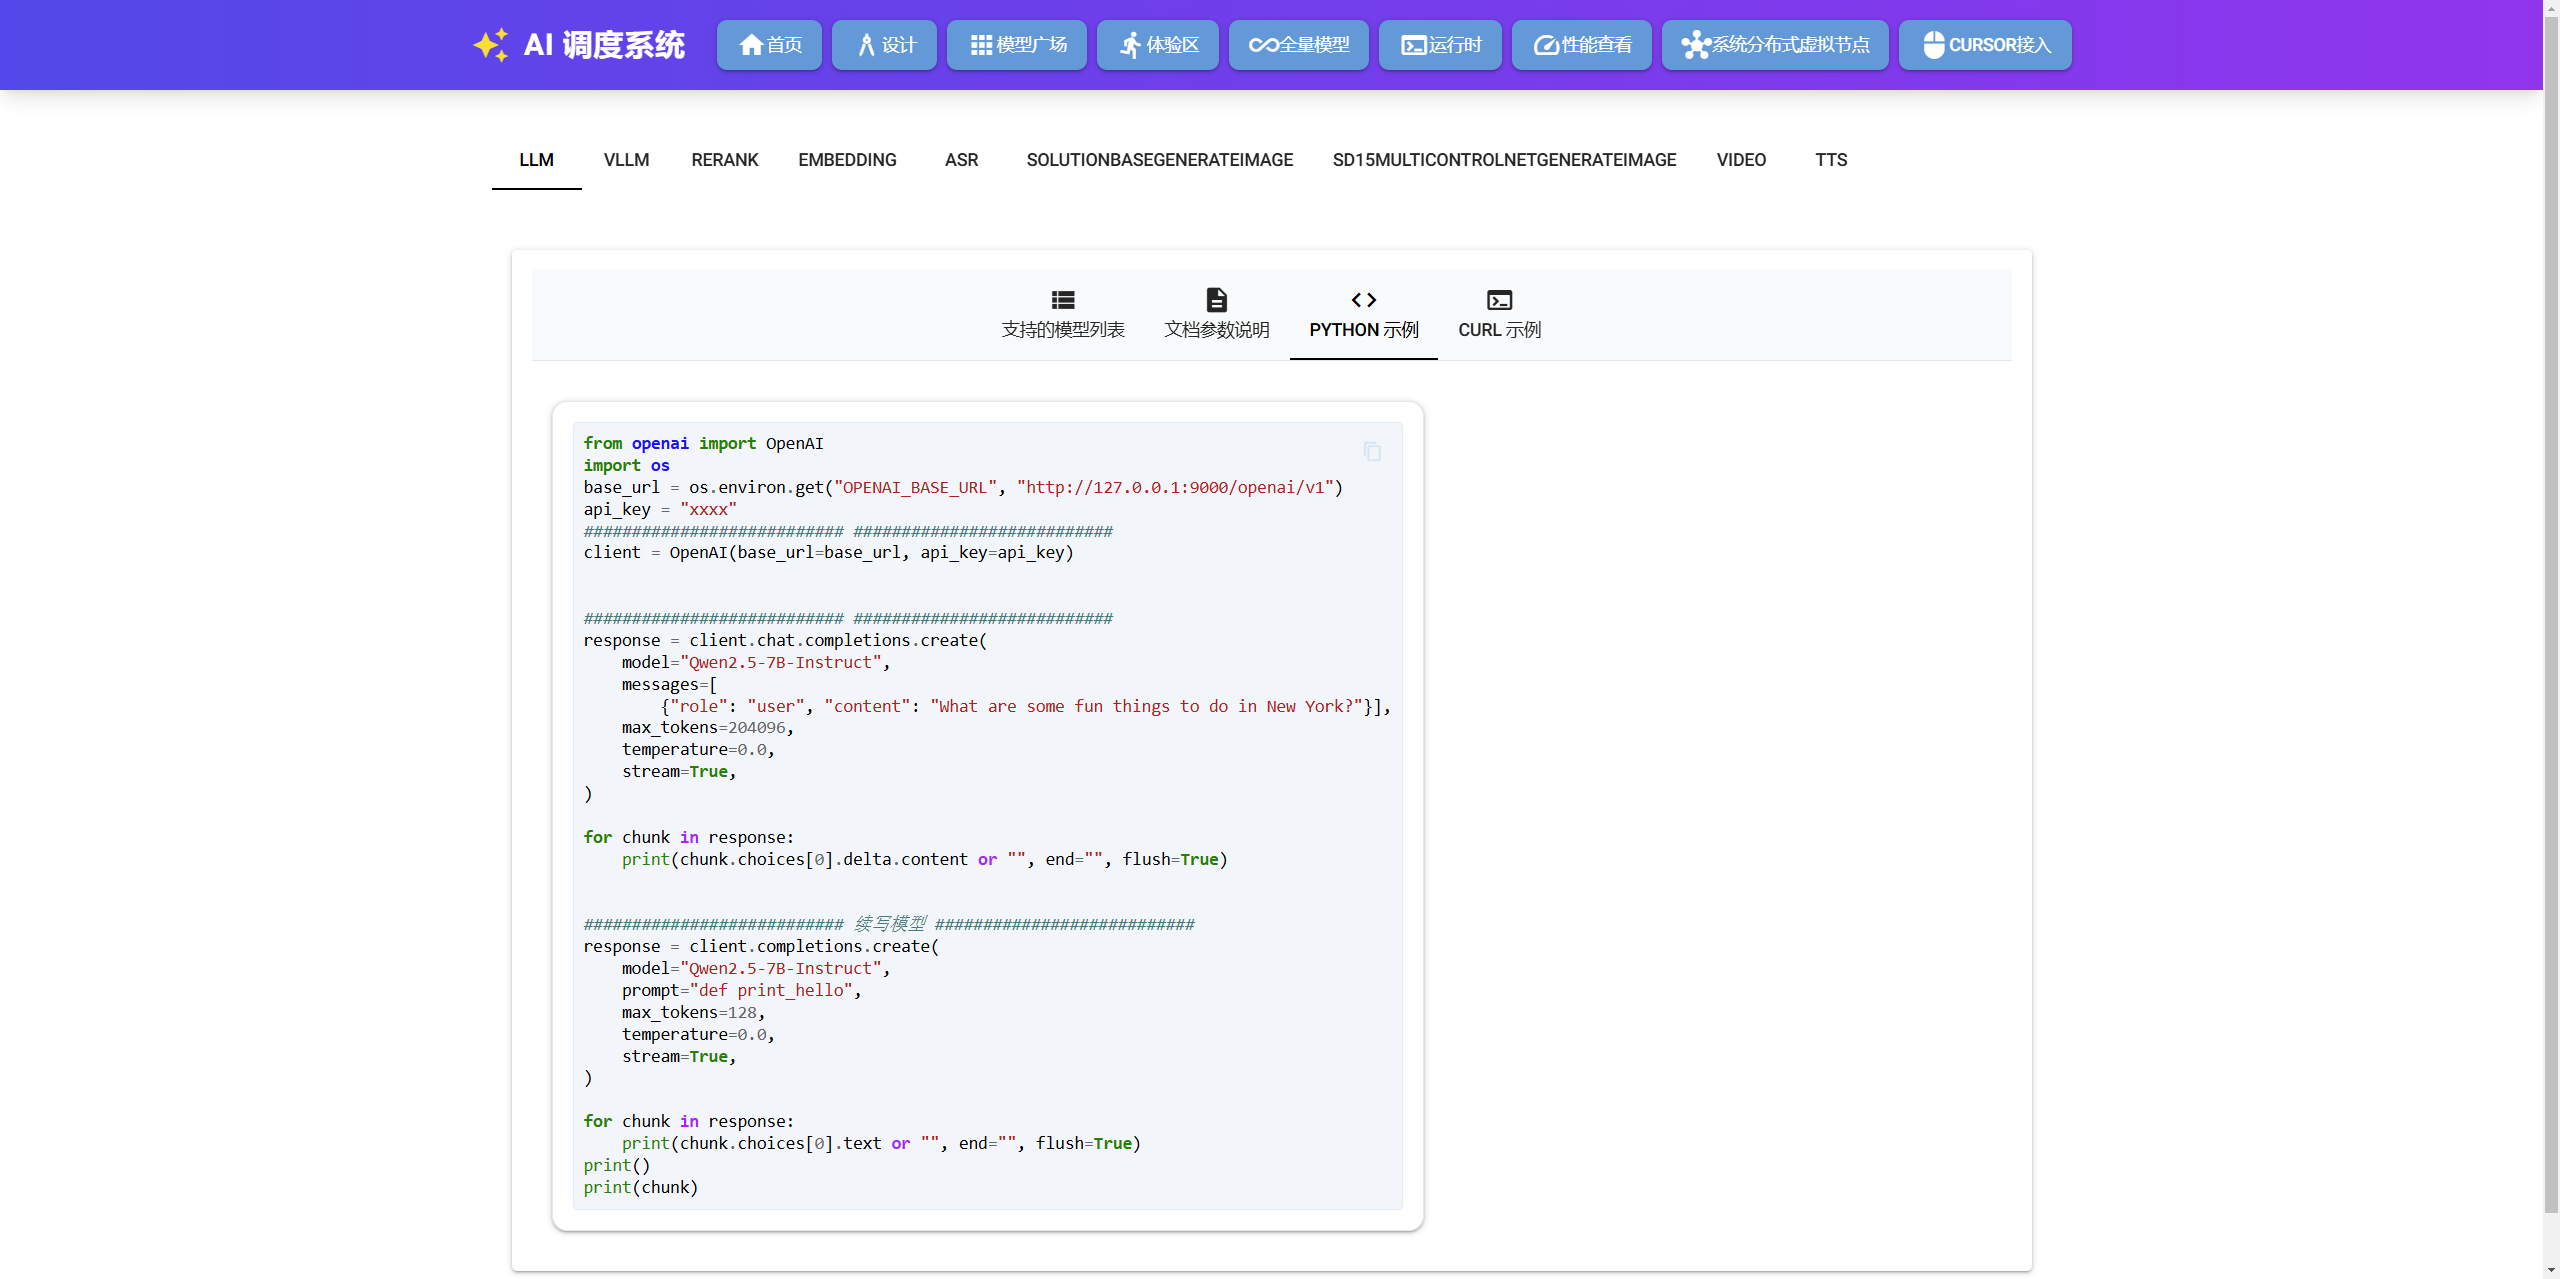 AI 调度系统
首页
设计
模型广场
体验区
全量模型
运行时
性能查看
系统分布式虚拟节点
CURSOR接入
LLM
VLLM
RERANK
EMBEDDING
ASR
SOLUTIONBASEGENERATEIMAGE
SD15MULTICONTROLNETGENERATEIMAGE
VIDEO
TTS
支持的模型列表
文档参数说明
PYTHON 示例
CURL 示例
from openai import OpenAI
import os
base_url = os.environ.get("OPENAI_BASE_URL", "http://127.0.0.1:9000/openai/v1")
api_key = "xxxx"
########################### ###########################
client = OpenAI(base_url=base_url, api_key=api_key)
########################### ###########################
response = client.chat.completions.create(
    model="Qwen2.5-7B-Instruct",
    messages=[
        {"role": "user", "content": "What are some fun things to do in New York?"}],
    max_tokens=204096,
    temperature=0.0,
    stream=True,
)
for chunk in response:
    print(chunk.choices[0].delta.content or "", end="", flush=True)
########################### 续写模型 ###########################
response = client.completions.create(
    model="Qwen2.5-7B-Instruct",
    prompt="def print_hello",
    max_tokens=128,
    temperature=0.0,
    stream=True,
)
for chunk in response:
    print(chunk.choices[0].text or "", end="", flush=True)
print()
print(chunk)